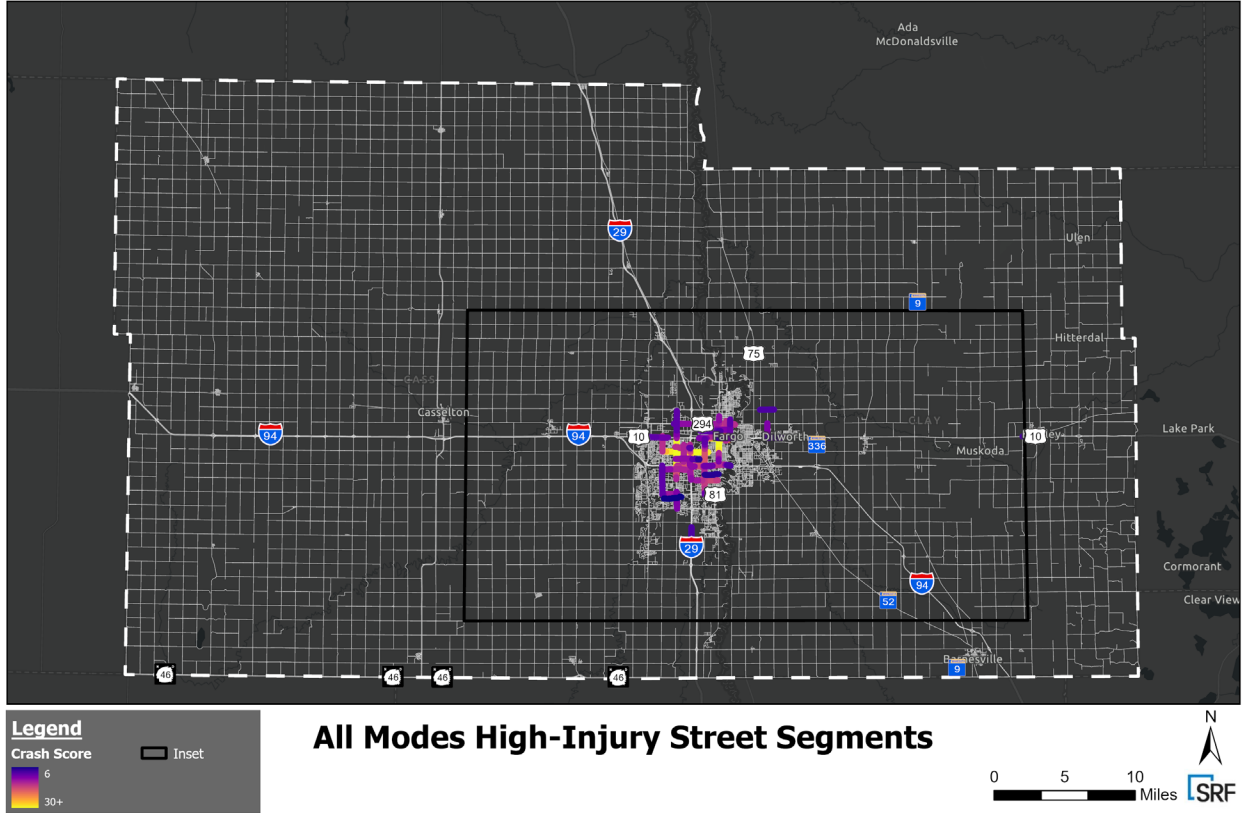 Ada
McDonaldsville
29
Ulen
9
Hitterdal
75
CASS
Casselton
294
CLAY
94
94
10
Fargo
Dilworth
336
10
Lake Park
Muskoda
81
29
Cormorant
94
52
Clear View
Barnesville
46
46
46
46
9
Legend
Crash Score
Inset
6
30+
All Modes High-Injury Street Segments
N
0 5 10
Miles
SRF